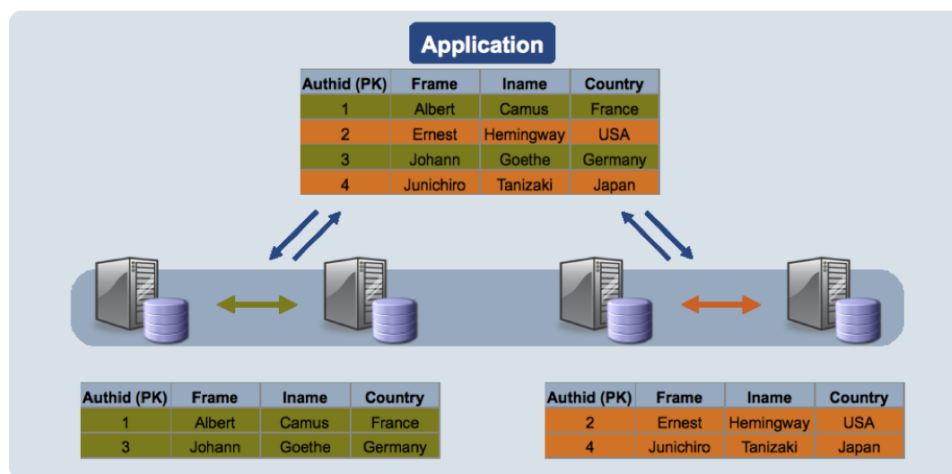 Application
Authid (PK) Frame Iname Country
1 Albert Camus France
2 Ernest Hemingway USA
3 Johann Goethe Germany
4 Junichiro Tanizaki Japan
Authid (PK) Frame Iname Country
1 Albert Camus France
3 Johann Goethe Germany
Authid (PK) Frame Iname Country
2 Ernest Hemingway USA
4 Junichiro Tanizaki Japan